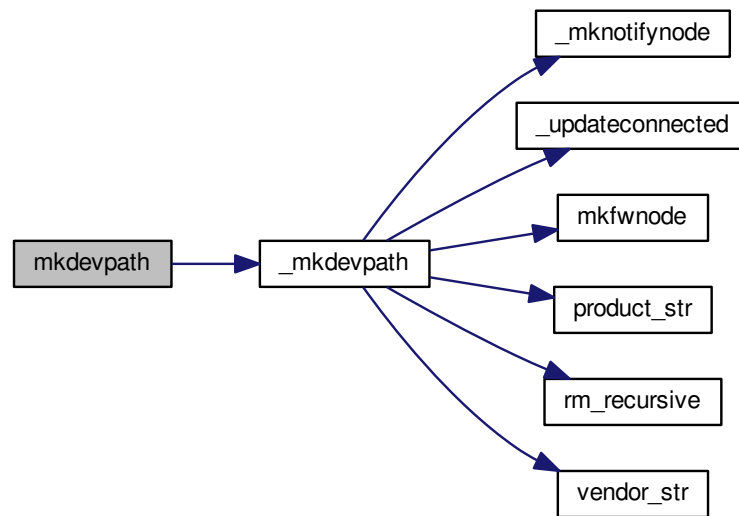 mkdevpath
_mkdevpath
_mknotifynode
_updateconnected
mkfwnode
product_str
rm_recursive
vendor_str